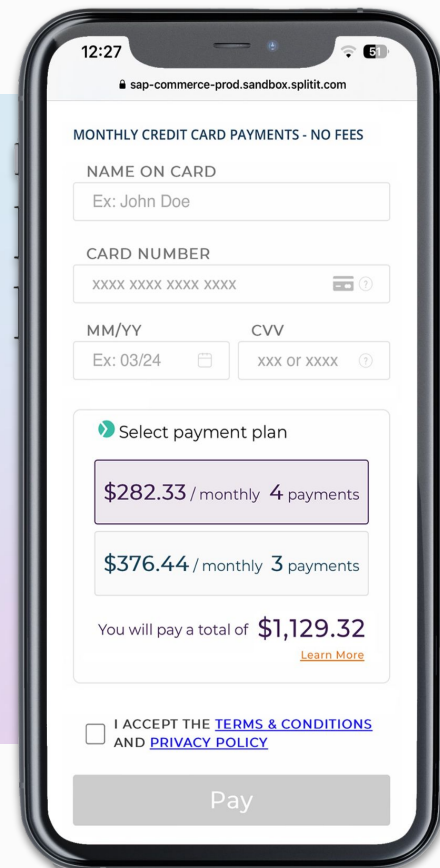 12:27
51
sap-commerce-prod.sandbox.splitit.com
MONTHLY CREDIT CARD PAYMENTS - NO FEES
NAME ON CARD
Ex: John Doe
CARD NUMBER
xxxx xxxx xxxx xxxx
MM/YY CVV
Ex: 03/24 xxx or xxxx
Select payment plan
$282.33 / monthly 4 payments
$376.44 / monthly 3 payments
You will pay a total of $1,129.32
Learn More
I ACCEPT THE TERMS & CONDITIONS
AND PRIVACY POLICY
Pay